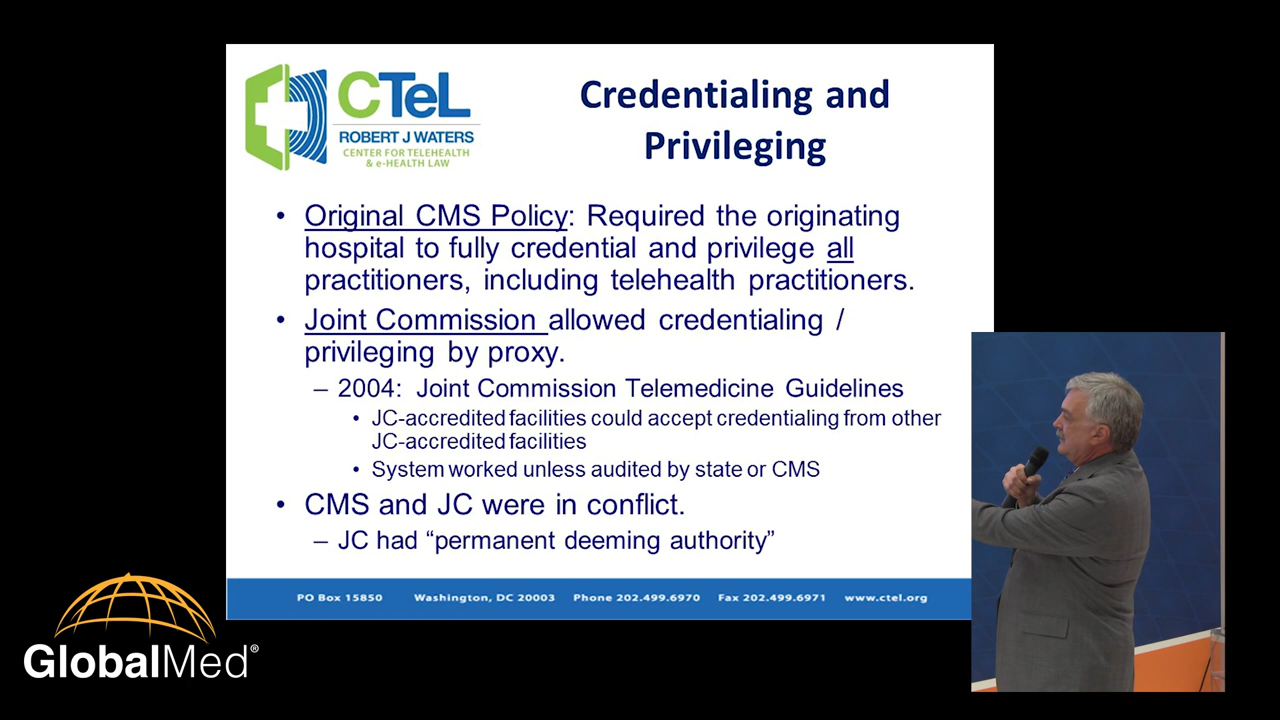 CTeL
ROBERT J WATERS
CENTER FOR TELEHEALTH
& e-HEALTH LAW
Credentialing and
Privileging
• Original CMS Policy: Required the originating
hospital to fully credential and privilege all
practitioners, including telehealth practitioners.
• Joint Commission allowed credentialing /
privileging by proxy.
– 2004: Joint Commission Telemedicine Guidelines
• JC-accredited facilities could accept credentialing from other
JC-accredited facilities
• System worked unless audited by state or CMS
• CMS and JC were in conflict.
– JC had “permanent deeming authority”
PO Box 15850 Washington, DC 20003 Phone 202.499.6970 Fax 202.499.6971 www.ctel.org
GlobalMed®